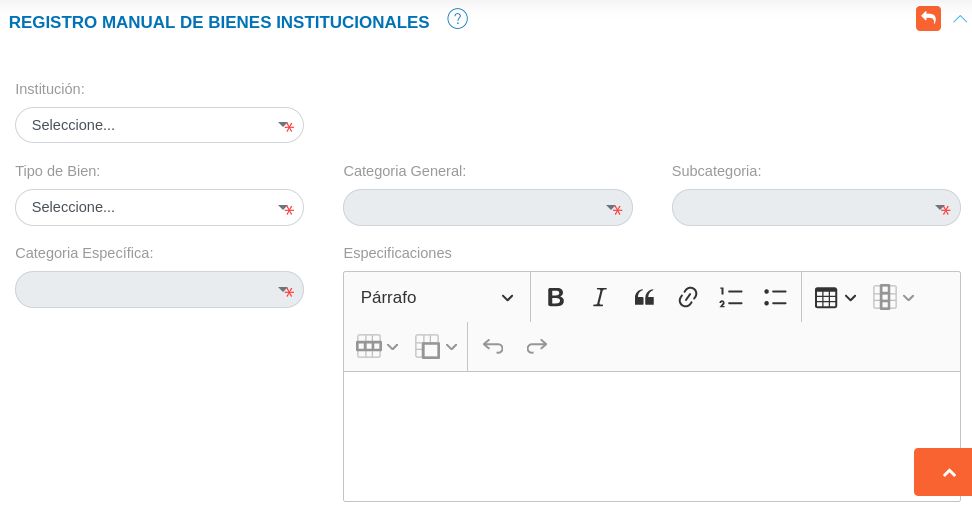 REGISTRO MANUAL DE BIENES INSTITUCIONALES ?
Institución:
Seleccione...
Tipo de Bien:
Categoria General:
Subcategoria:
Seleccione...
Categoria Específica:
Especificaciones
Párrafo
B I